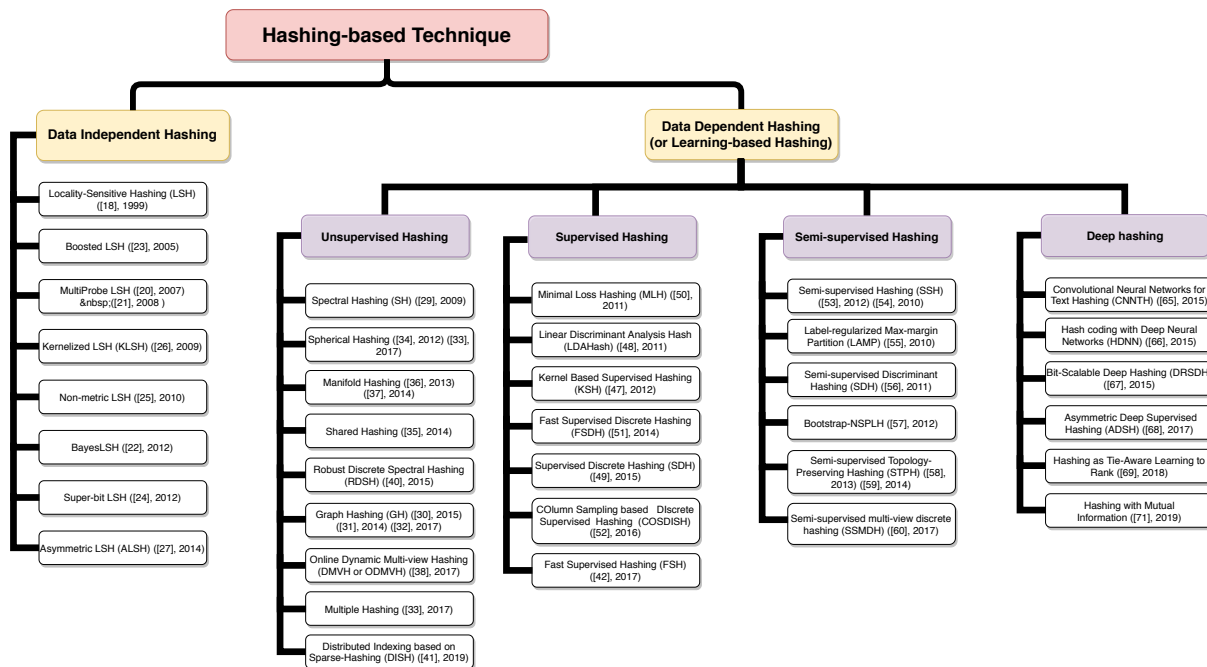 Hashing-based Technique
Data Independent Hashing
Locality-Sensitive Hashing (LSH)
([18], 1999)
Boosted LSH ([23], 2005)
MultiProbe LSH ([20], 2007)
&nbsp;([21], 2008 )
Kernelized LSH (KLSH) ([26], 2009)
Non-metric LSH ([25], 2010)
BayesLSH ([22], 2012)
Super-bit LSH ([24], 2012)
Asymmetric LSH (ALSH) ([27], 2014)
Data Dependent Hashing
(or Learning-based Hashing)
Unsupervised Hashing
Spectral Hashing (SH) ([29], 2009)
Spherical Hashing ([34], 2012) ([33],
2017)
Manifold Hashing ([36], 2013)
([37], 2014)
Shared Hashing ([35], 2014)
Robust Discrete Spectral Hashing
(RDSH) ([40], 2015)
Graph Hashing (GH) ([30], 2015)
([31], 2014) ([32], 2017)
Online Dynamic Multi-view Hashing
(DMVH or ODMVH) ([38], 2017)
Multiple Hashing ([33], 2017)
Distributed Indexing based on
Sparse-Hashing (DISH) ([41], 2019)
Supervised Hashing
Minimal Loss Hashing (MLH) ([50],
2011)
Linear Discriminant Analysis Hash
(LDAHash) ([48], 2011)
Kernel Based Supervised Hashing
(KSH) ([47], 2012)
Fast Supervised Discrete Hashing
(FSDH) ([51], 2014)
Supervised Discrete Hashing (SDH)
([49], 2015)
COlumn Sampling based DIscrete
Supervised Hashing (COSDISH)
([52], 2016)
Fast Supervised Hashing (FSH)
([42], 2017)
Semi-supervised Hashing
Semi-supervised Hashing (SSH)
([53], 2012) ([54], 2010)
Label-regularized Max-margin
Partition (LAMP) ([55], 2010)
Semi-supervised Discriminant
Hashing (SDH) ([56], 2011)
Bootstrap-NSPLH ([57], 2012)
Semi-supervised Topology-
Preserving Hashing (STPH) ([58],
2013) ([59], 2014)
Semi-supervised multi-view discrete
hashing (SSMDH) ([60], 2017)
Deep hashing
Convolutional Neural Networks for
Text Hashing (CNNTH) ([65], 2015)
Hash coding with Deep Neural
Networks (HDNN) ([66], 2015)
Bit-Scalable Deep Hashing (DRSDH)
([67], 2015)
Asymmetric Deep Supervised
Hashing (ADSH) ([68], 2017)
Hashing as Tie-Aware Learning to
Rank ([69], 2018)
Hashing with Mutual
Information ([71], 2019)